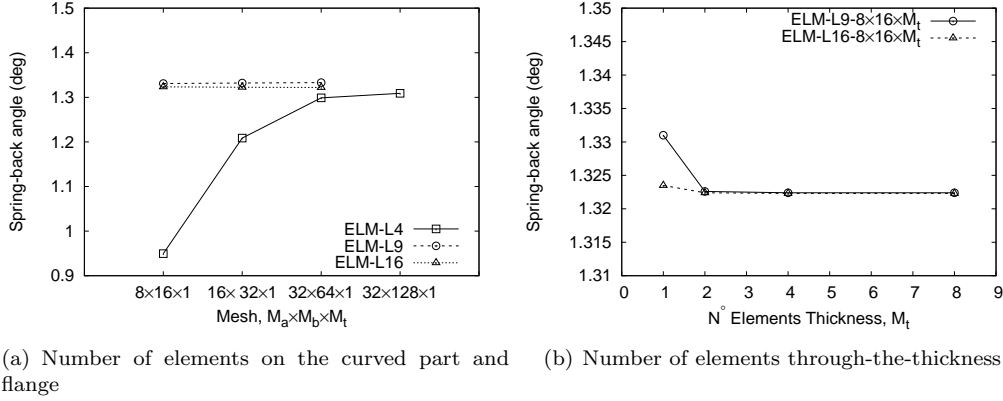 1.5
1.4
1.3
1.2
1.1
1
0.9
Spring-back angle (deg)
ELM-L4
ELM-L9
ELM-L16
8×16×1 16×32×1 32×64×1 32×128×1
Mesh, Mₐ×M_b×Mₜ
(a) Number of elements on the curved part and
flange
1.35
1.345
1.34
1.335
1.33
1.325
1.32
1.315
1.31
Spring-back angle (deg)
ELM-L9-8×16×Mₜ
ELM-L16-8×16×Mₜ
0 1 2 3 4 5 6 7 8 9
N° Elements Thickness, Mₜ
(b) Number of elements through-the-thickness